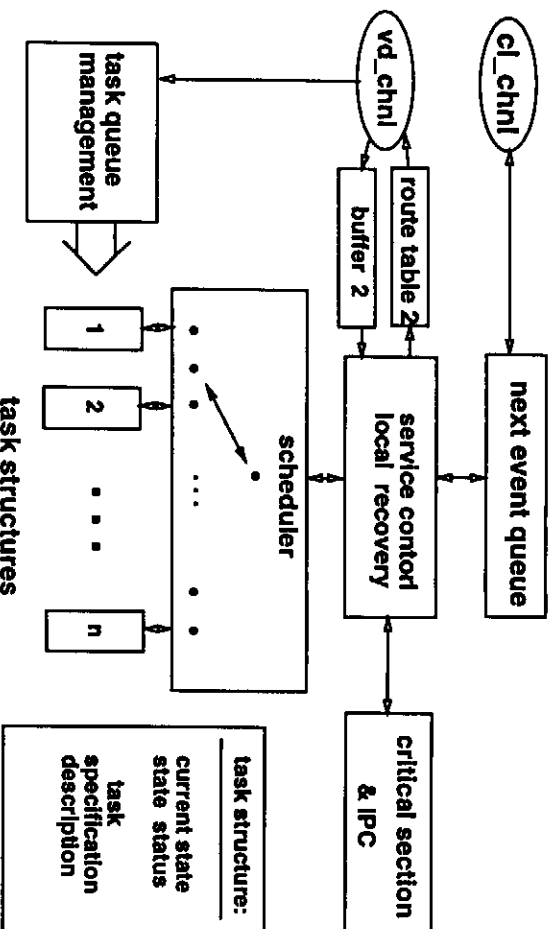 cl_chnl
next event queue
vd_chnl
route table 2
buffer 2
service contorl
local recovery
critical section
& IPC
task queue
management
scheduler
...
1
2
n
task structures
task structure:
current state
state status
task
specification
description